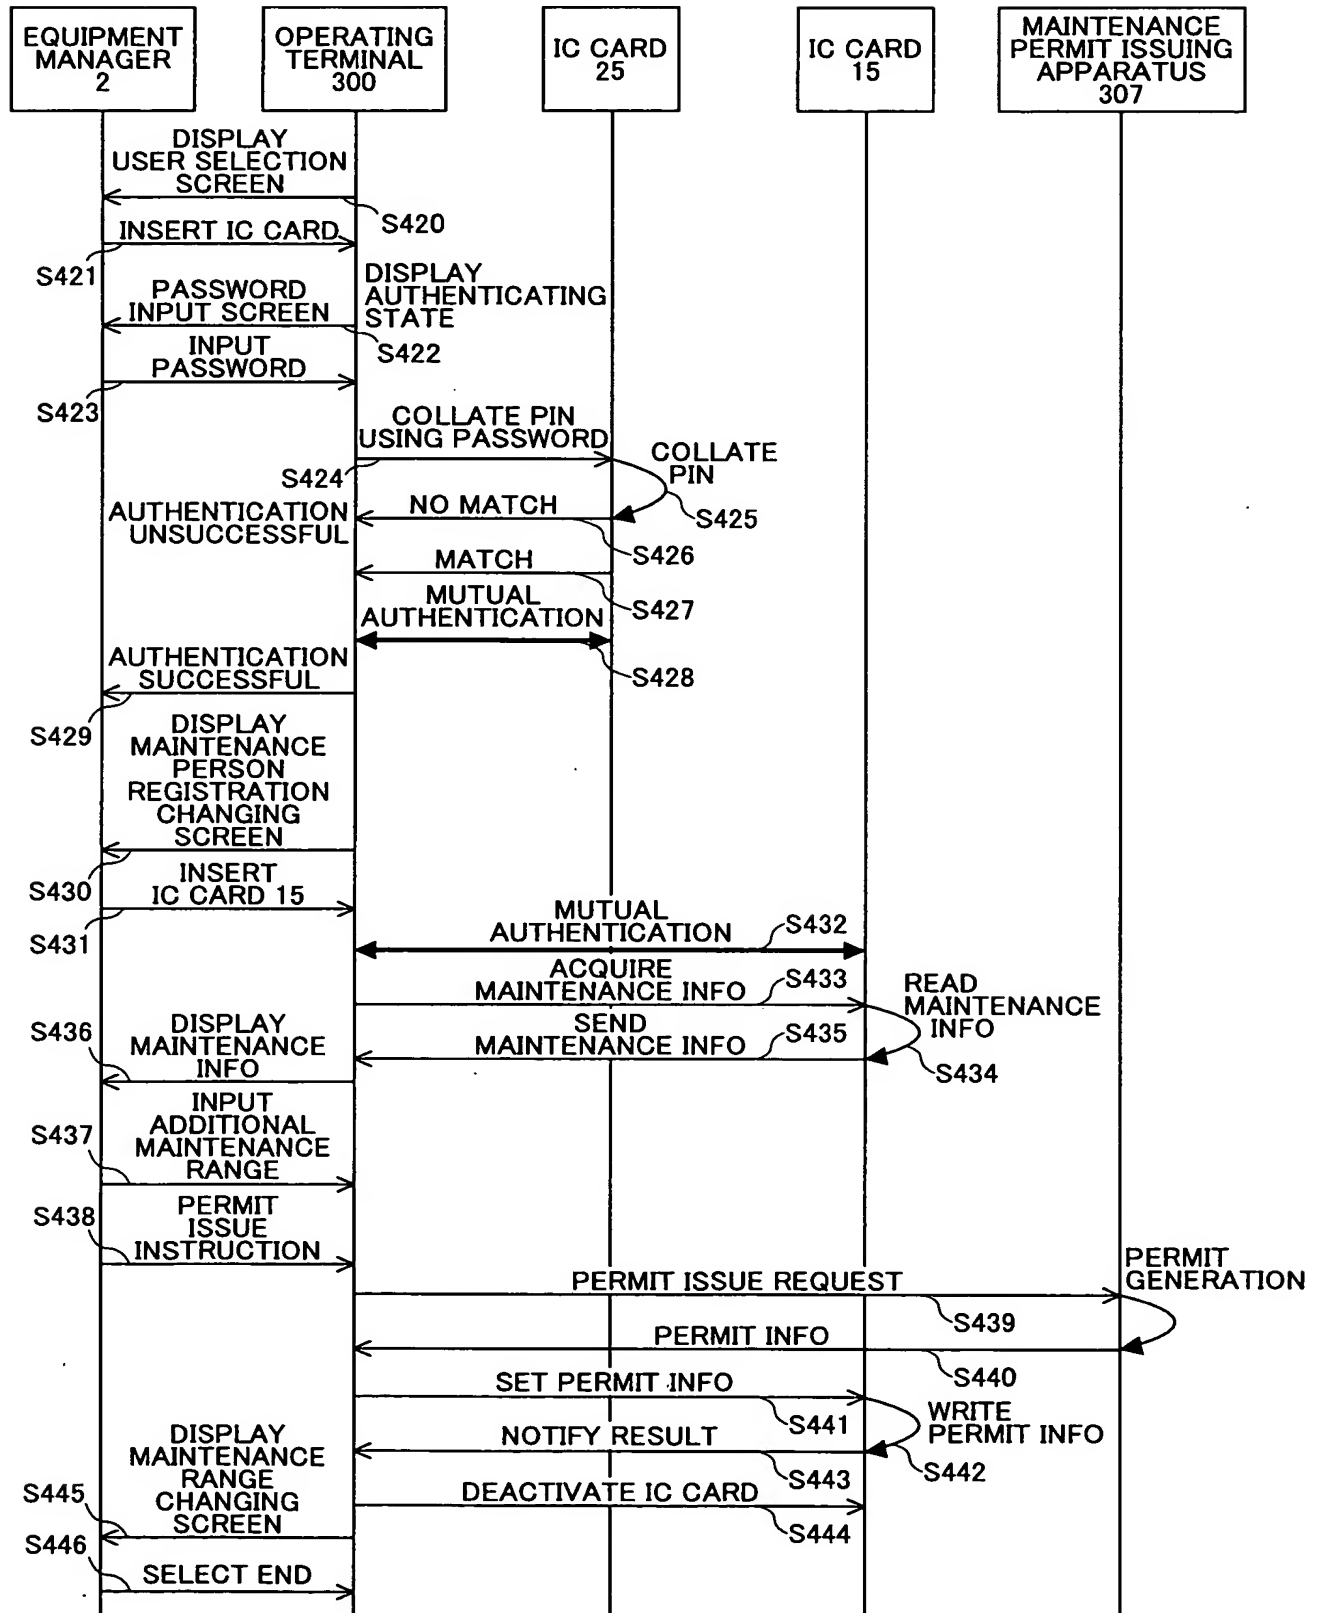 EQUIPMENT
MANAGER
2
OPERATING
TERMINAL
300
IC CARD
25
IC CARD
15
MAINTENANCE
PERMIT ISSUING
APPARATUS
307
DISPLAY
USER SELECTION
SCREEN
S420
INSERT IC CARD
S421
PASSWORD
INPUT SCREEN
DISPLAY
AUTHENTICATING
STATE
S422
INPUT
PASSWORD
S423
COLLATE PIN
USING PASSWORD
S424
COLLATE
PIN
S425
AUTHENTICATION
UNSUCCESSFUL
NO MATCH
S426
MATCH
S427
MUTUAL
AUTHENTICATION
S428
AUTHENTICATION
SUCCESSFUL
S429
DISPLAY
MAINTENANCE
PERSON
REGISTRATION
CHANGING
SCREEN
S430
INSERT
IC CARD 15
S431
MUTUAL
AUTHENTICATION
S432
ACQUIRE
MAINTENANCE INFO
S433
READ
MAINTENANCE
INFO
S434
SEND
MAINTENANCE INFO
S435
S436
DISPLAY
MAINTENANCE
INFO
S437
INPUT
ADDITIONAL
MAINTENANCE
RANGE
S438
PERMIT
ISSUE
INSTRUCTION
PERMIT ISSUE REQUEST
S439
PERMIT
GENERATION
PERMIT INFO
S440
SET PERMIT INFO
S441
WRITE
PERMIT INFO
S442
NOTIFY RESULT
S443
DEACTIVATE IC CARD
S444
DISPLAY
MAINTENANCE
RANGE
CHANGING
SCREEN
S445
S446
SELECT END